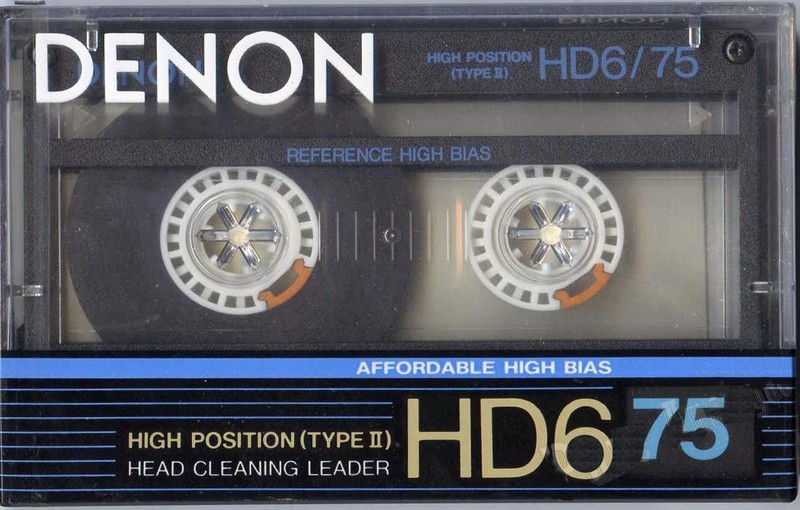 DENON
HIGH POSITION
(TYPE II)
HD6/75
REFERENCE HIGH BIAS
AFFORDABLE HIGH BIAS
HIGH POSITION (TYPE II)
HEAD CLEANING LEADER
HD6
75